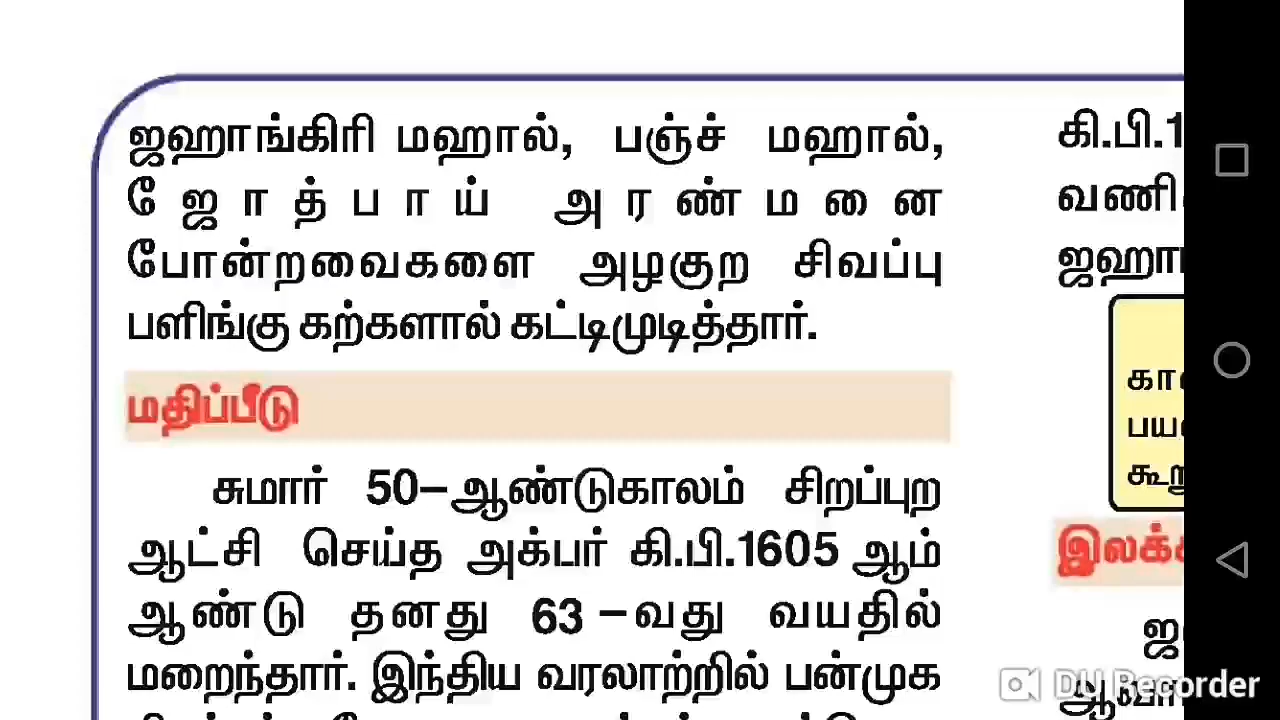 ஜஹாங்கிரி மஹால், பஞ்ச் மஹால்,
ஜோத்பாய் அரண்மனை
போன்றவைகளை அழகுற சிவப்பு
பளிங்கு கற்களால் கட்டிமுடித்தார்.
மதிப்பீடு
சுமார் 50-ஆண்டுகாலம் சிறப்புற
ஆட்சி செய்த அக்பர் கி.பி.1605 ஆம்
ஆண்டு தனது 63 -வது வயதில்
மறைந்தார். இந்திய வரலாற்றில் பன்முக
கி.பி.1
DU Recorder